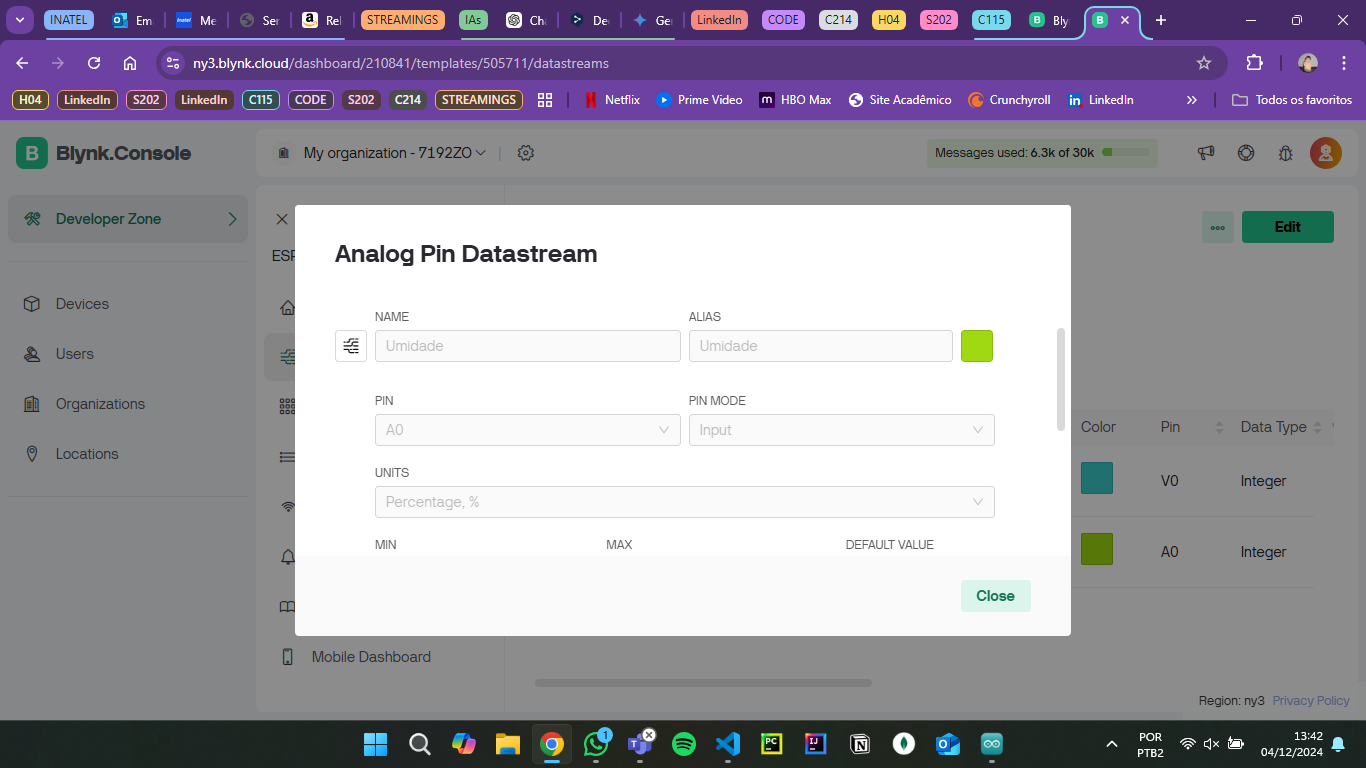 INATEL
Em
Me
Ser
Rel
STREAMINGS
IAs
Cha
De
Ge
LinkedIn
CODE
C214
H04
S202
C115
Bly
ny3.blynk.cloud/dashboard/210841/templates/505711/datastreams
H04
LinkedIn
S202
LinkedIn
C115
CODE
S202
C214
STREAMINGS
Netflix
Prime Video
HBO Max
Site Acadêmico
Crunchyroll
LinkedIn
Todos os favoritos
Blynk.Console
My organization - 7192ZO
Messages used: 6.3k of 30k
Developer Zone
Devices
Users
Organizations
Locations
ESP
Edit
Analog Pin Datastream
NAME
ALIAS
Umidade
Umidade
PIN
PIN MODE
A0
Input
UNITS
Percentage, %
MIN
MAX
DEFAULT VALUE
Close
Color
Pin
Data Type
V0
Integer
A0
Integer
Mobile Dashboard
Region: ny3
Privacy Policy
1
POR
PTB2
13:42
04/12/2024